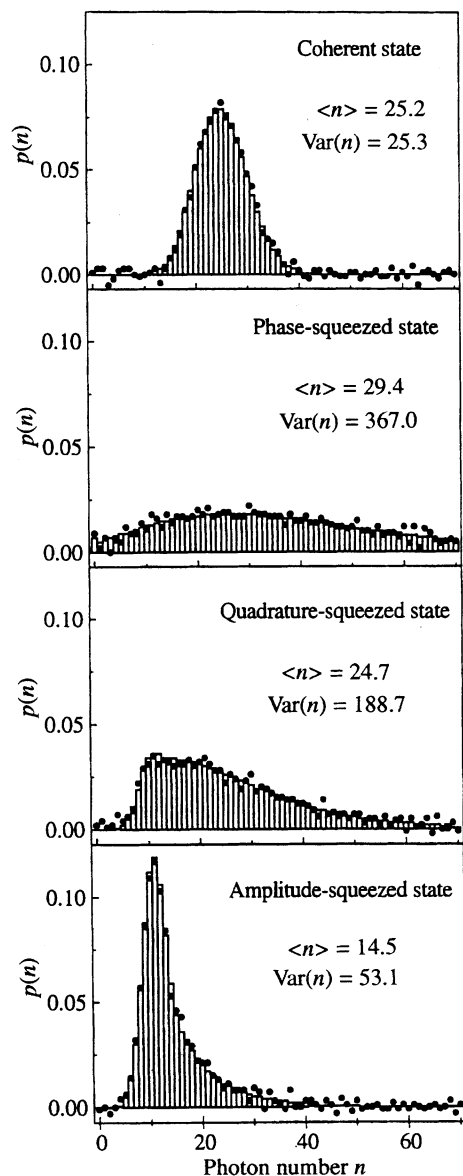 Coherent state
0.10
<n> = 25.2
p(n)
0.05
Var(n) = 25.3
0.00
Phase-squeezed state
0.10
<n> = 29.4
p(n)
0.05
Var(n) = 367.0
0.00
Quadrature-squeezed state
0.10
<n> = 24.7
p(n)
0.05
Var(n) = 188.7
0.00
Amplitude-squeezed state
0.10
<n> = 14.5
p(n)
0.05
Var(n) = 53.1
0.00
0 20 40 60
Photon number n